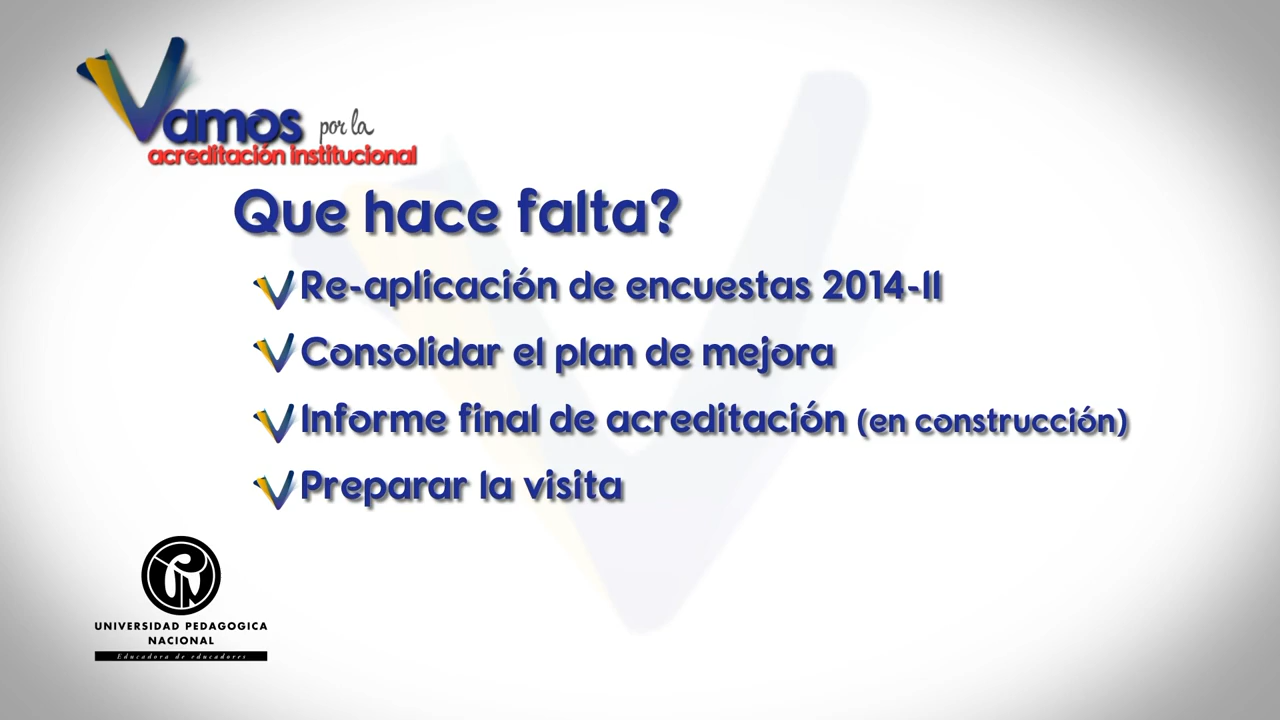 Vamos por la
acreditación institucional
Que hace falta?
Re-aplicación de encuestas 2014-II
Consolidar el plan de mejora
Informe final de acreditación (en construcción)
Preparar la visita
UNIVERSIDAD PEDAGOGICA
NACIONAL
Educadora de educadores